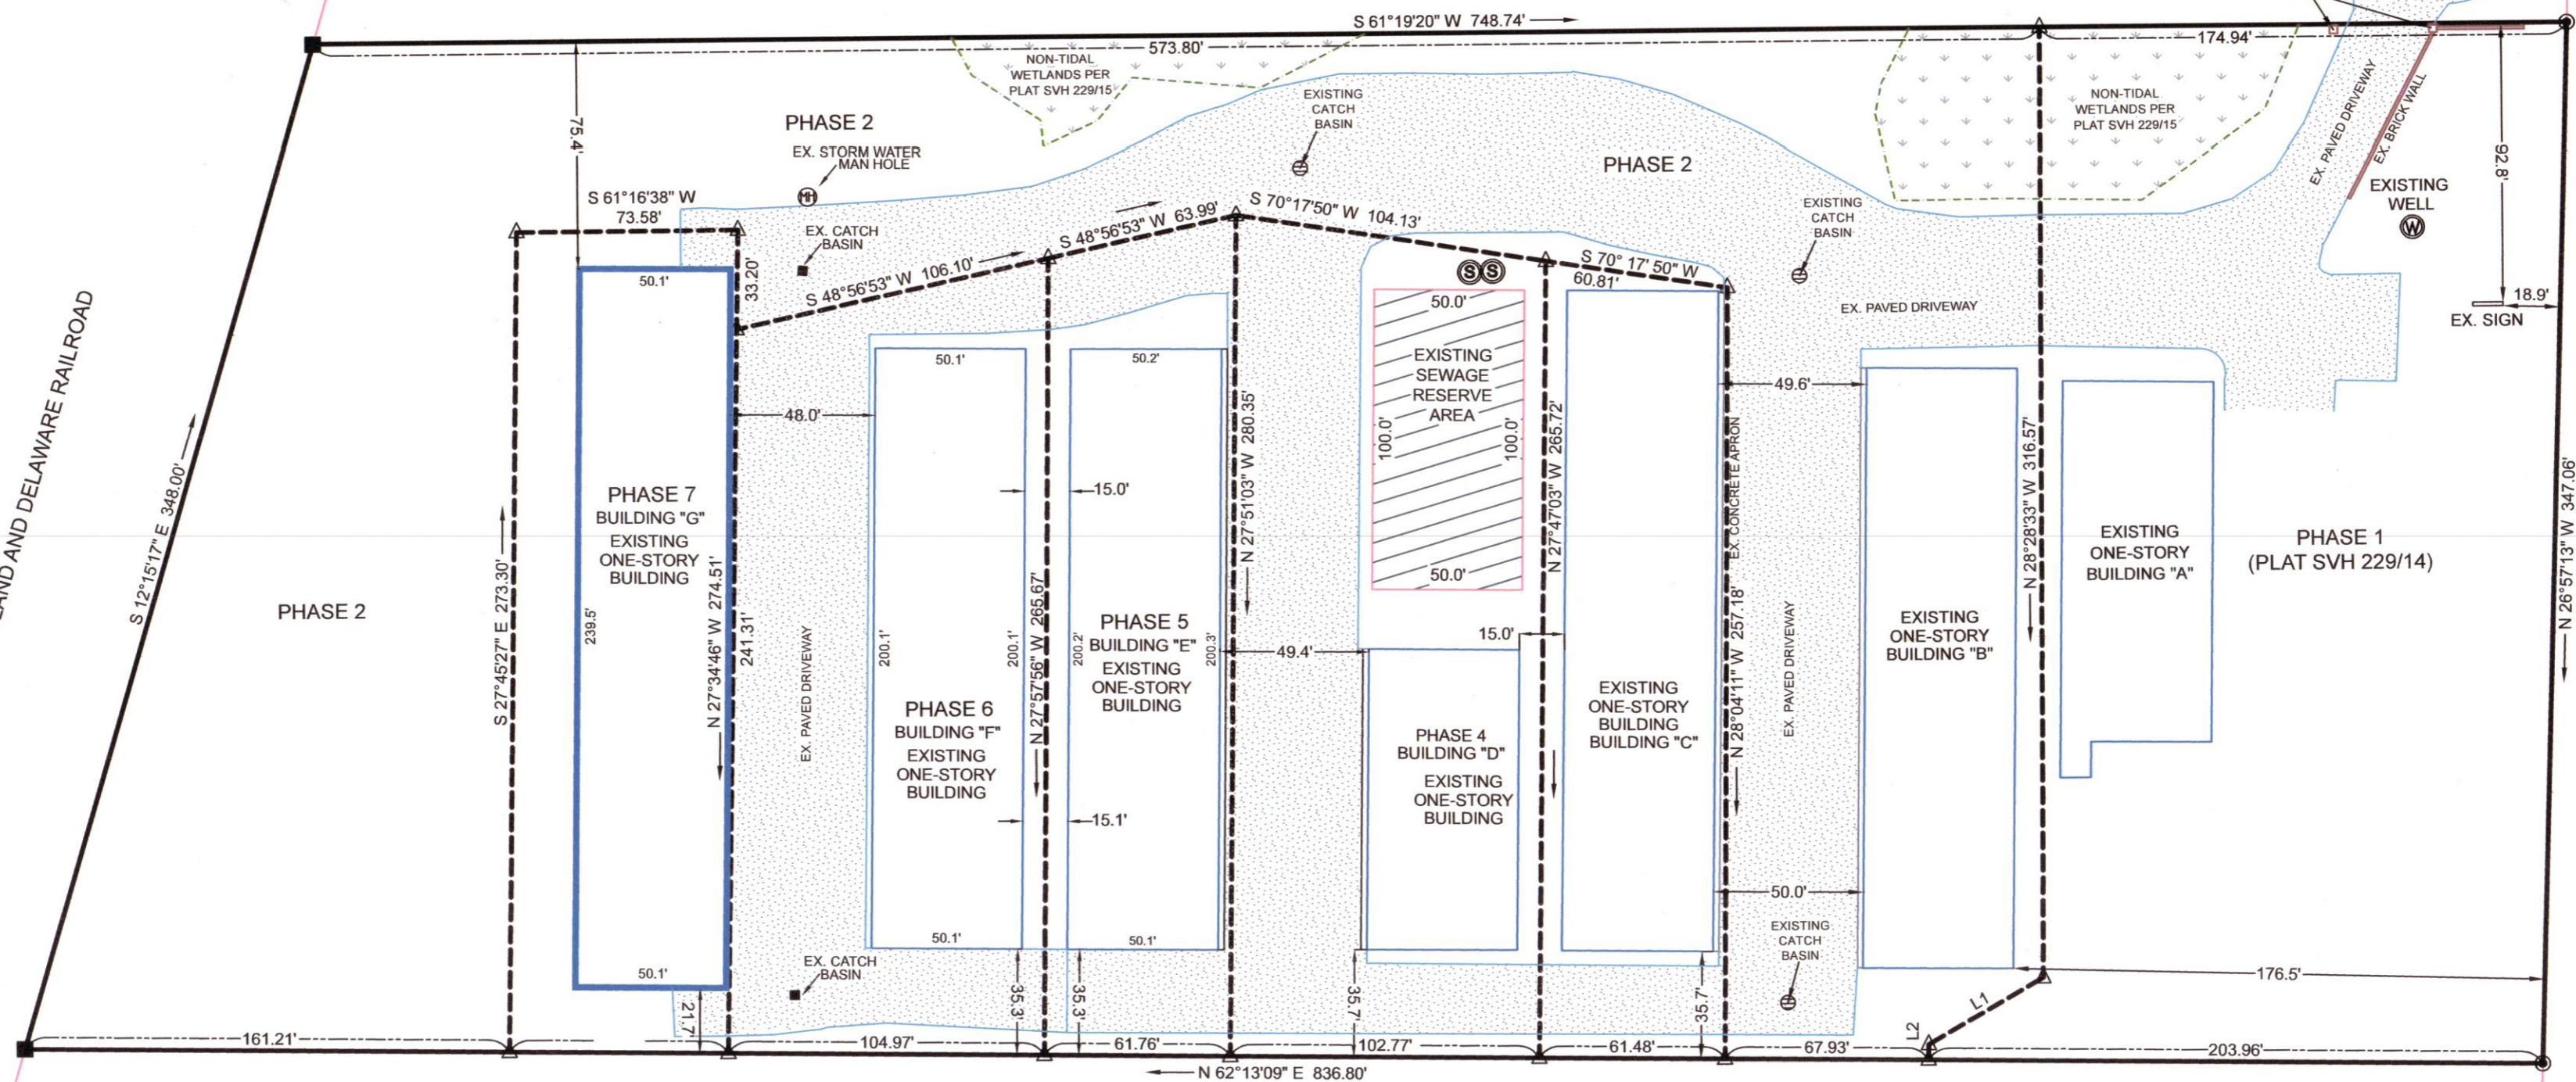 S 61°19'20" W 748.74'
573.80'
174.94'
NON-TIDAL
WETLANDS PER
PLAT SVH 229/15
NON-TIDAL
WETLANDS PER
PLAT SVH 229/15
EX. PAVED DRIVEWAY
EX. BRICK WALL
92.8'
75.4'
PHASE 2
EX. STORM WATER
MAN HOLE
MH
EXISTING
CATCH
BASIN
PHASE 2
EXISTING
WELL
W
S 61°16'38" W
73.58'
EX. CATCH
BASIN
33.20'
S 48°56'53" W 106.10'
S 48°56'53" W 63.99'
S 70°17'50" W 104.13'
S 70° 17' 50" W
60.81'
S S
EXISTING
CATCH
BASIN
EX. PAVED DRIVEWAY
18.9'
EX. SIGN
50.1'
50.1'
50.2'
50.0'
EXISTING
SEWAGE
RESERVE
AREA
100.0'
100.0'
50.0'
48.0'
49.6'
AND DELAWARE RAILROAD
S 12°15'17" E 348.00'
PHASE 2
S 27°45'27" E 273.30'
PHASE 7
BUILDING "G"
EXISTING
ONE-STORY
BUILDING
239.5'
N 27°34'46" W 274.51'
241.31'
EX. PAVED DRIVEWAY
200.1'
PHASE 6
BUILDING "F"
EXISTING
ONE-STORY
BUILDING
200.1'
N 27°57'56" W 265.67'
15.0'
15.1'
200.2'
PHASE 5
BUILDING "E"
EXISTING
ONE-STORY
BUILDING
200.3'
N 27°51'03" W 280.35'
49.4'
15.0'
PHASE 4
BUILDING "D"
EXISTING
ONE-STORY
BUILDING
N 27°47'03" W 265.72'
EXISTING
ONE-STORY
BUILDING
BUILDING "C"
EX. CONCRETE APRON
N 28°04'11" W 257.18'
EX. PAVED DRIVEWAY
EXISTING
ONE-STORY
BUILDING "B"
N 28°28'33" W 316.57'
EXISTING
ONE-STORY
BUILDING "A"
PHASE 1
(PLAT SVH 229/14)
N 26°57'13" W 347.06'
50.0'
EXISTING
CATCH
BASIN
50.1'
50.1'
50.1'
EX. CATCH
BASIN
176.5'
21.7'
35.3'
35.3'
35.7'
35.7'
L1
L2
161.21'
104.97'
61.76'
102.77'
61.48'
67.93'
203.96'
N 62°13'09" E 836.80'